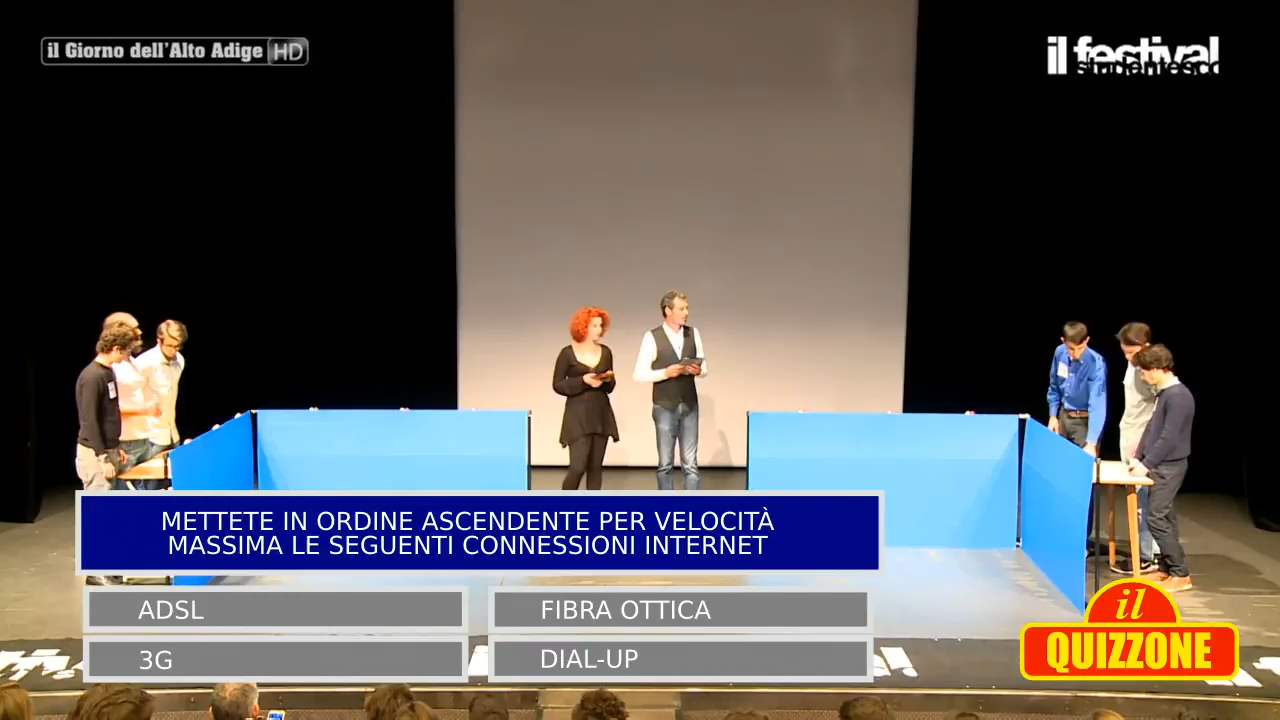 il Giorno dell'Alto Adige HD
il festival
studentesco
METTETE IN ORDINE ASCENDENTE PER VELOCITÀ
MASSIMA LE SEGUENTI CONNESSIONI INTERNET
ADSL
FIBRA OTTICA
3G
DIAL-UP
il
QUIZZONE